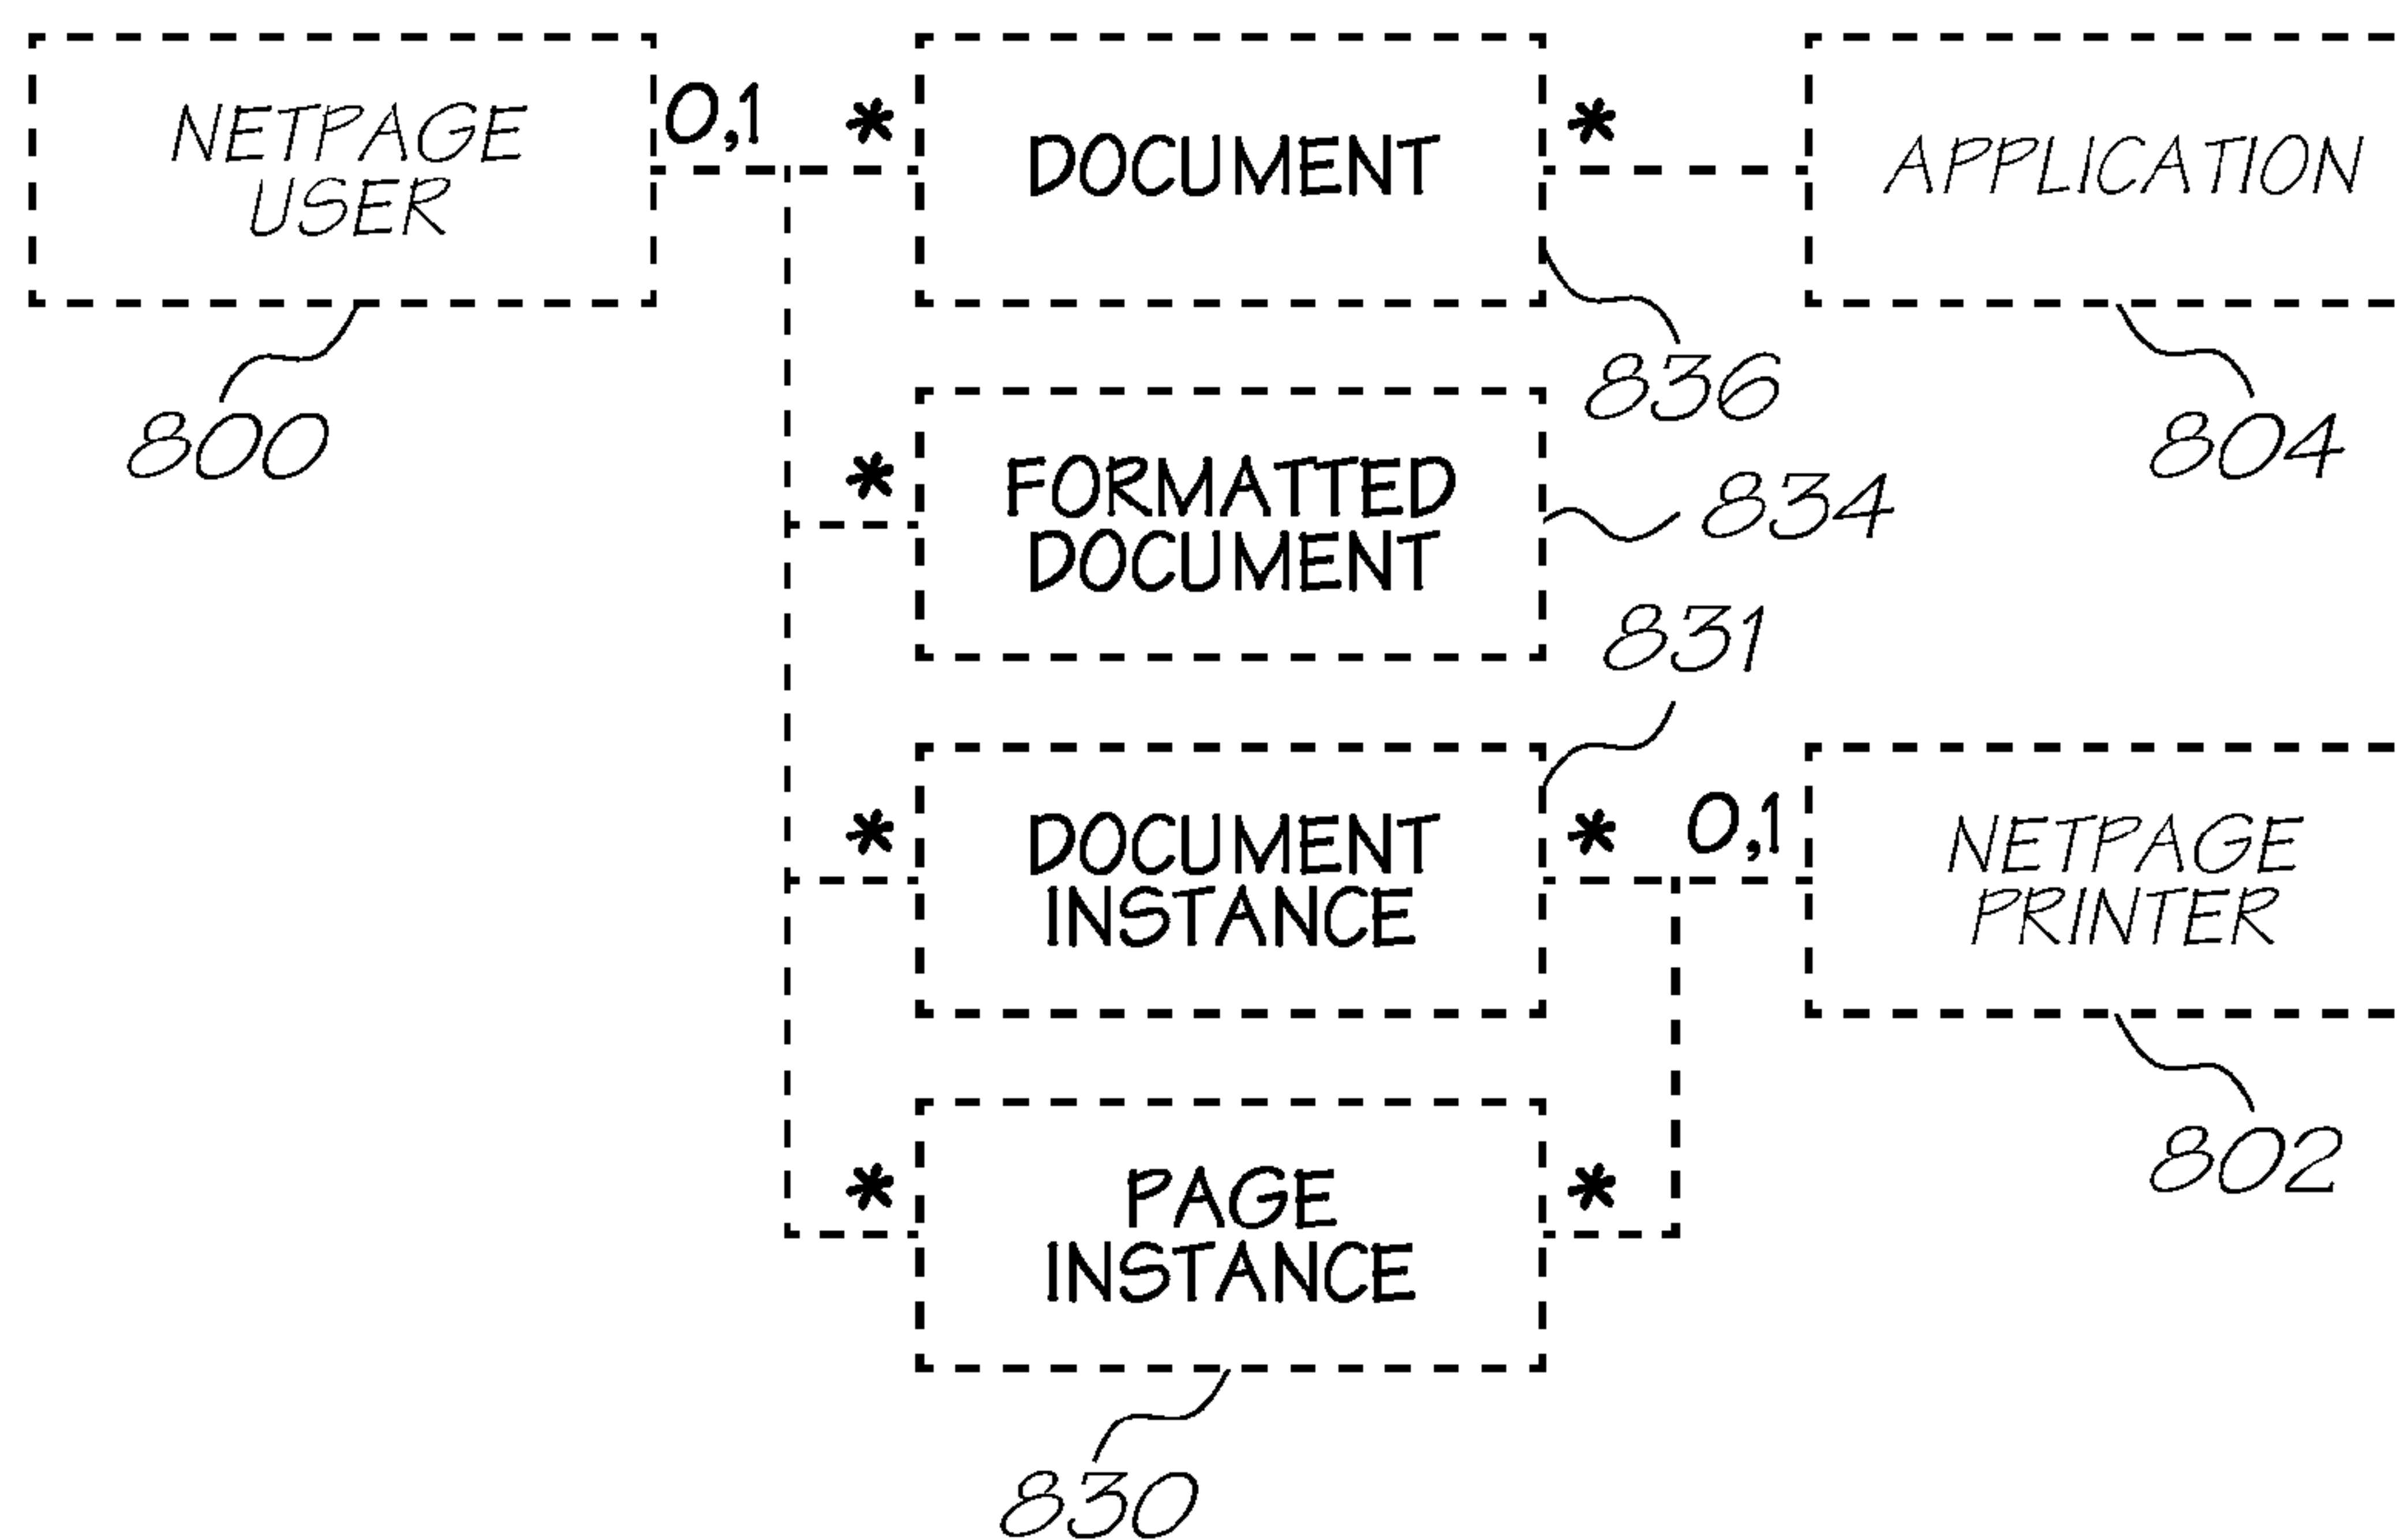 NETPAGE
USER
0,1
*
DOCUMENT
*
APPLICATION
800
836
804
*
FORMATTED
DOCUMENT
834
831
*
DOCUMENT
INSTANCE
*
0,1
NETPAGE
PRINTER
802
*
PAGE
INSTANCE
*
830